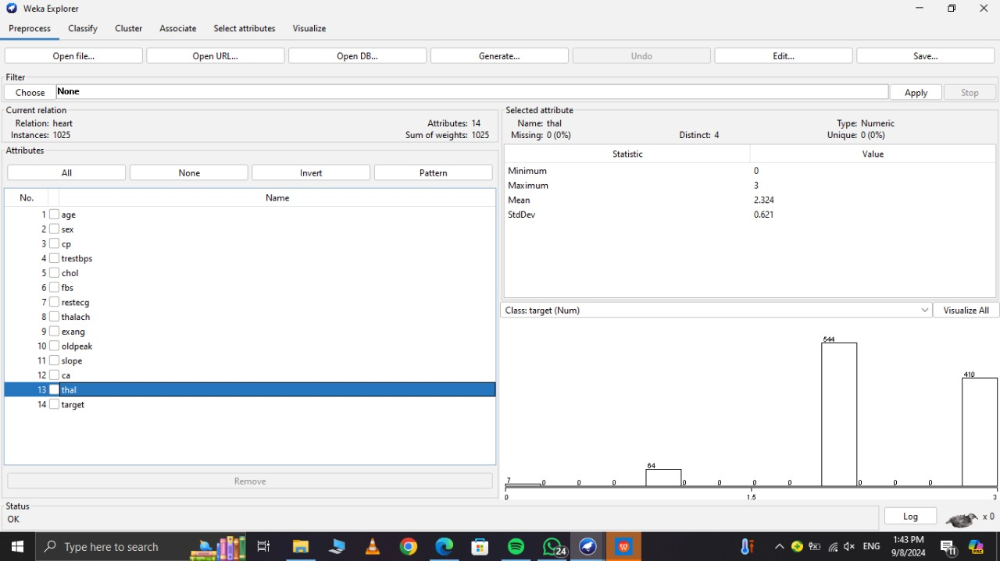 Weka Explorer
Preprocess Classify Cluster Associate Select attributes Visualize
Open file... Open URL... Open DB... Generate... Undo Edit... Save...
Filter
Choose None Apply Stop
Current relation
Relation: heart Attributes: 14
Instances: 1025 Sum of weights: 1025
Attributes
All None Invert Pattern
No. Name
1 age
2 sex
3 cp
4 trestbps
5 chol
6 fbs
7 restecg
8 thalach
9 exang
10 oldpeak
11 slope
12 ca
13 thal
14 target
Remove
Selected attribute
Name: thal Type: Numeric
Missing: 0 (0%) Distinct: 4 Unique: 0 (0%)
Statistic Value
Minimum 0
Maximum 3
Mean 2.324
StdDev 0.621
Class: target (Num) Visualize All
544
410
64
7 0 0 0 0 0 0 0 0 0 0
0 1.5 3
Status
OK
Log x 0
Type here to search
24
ENG
1:43 PM
9/8/2024
11
PRE